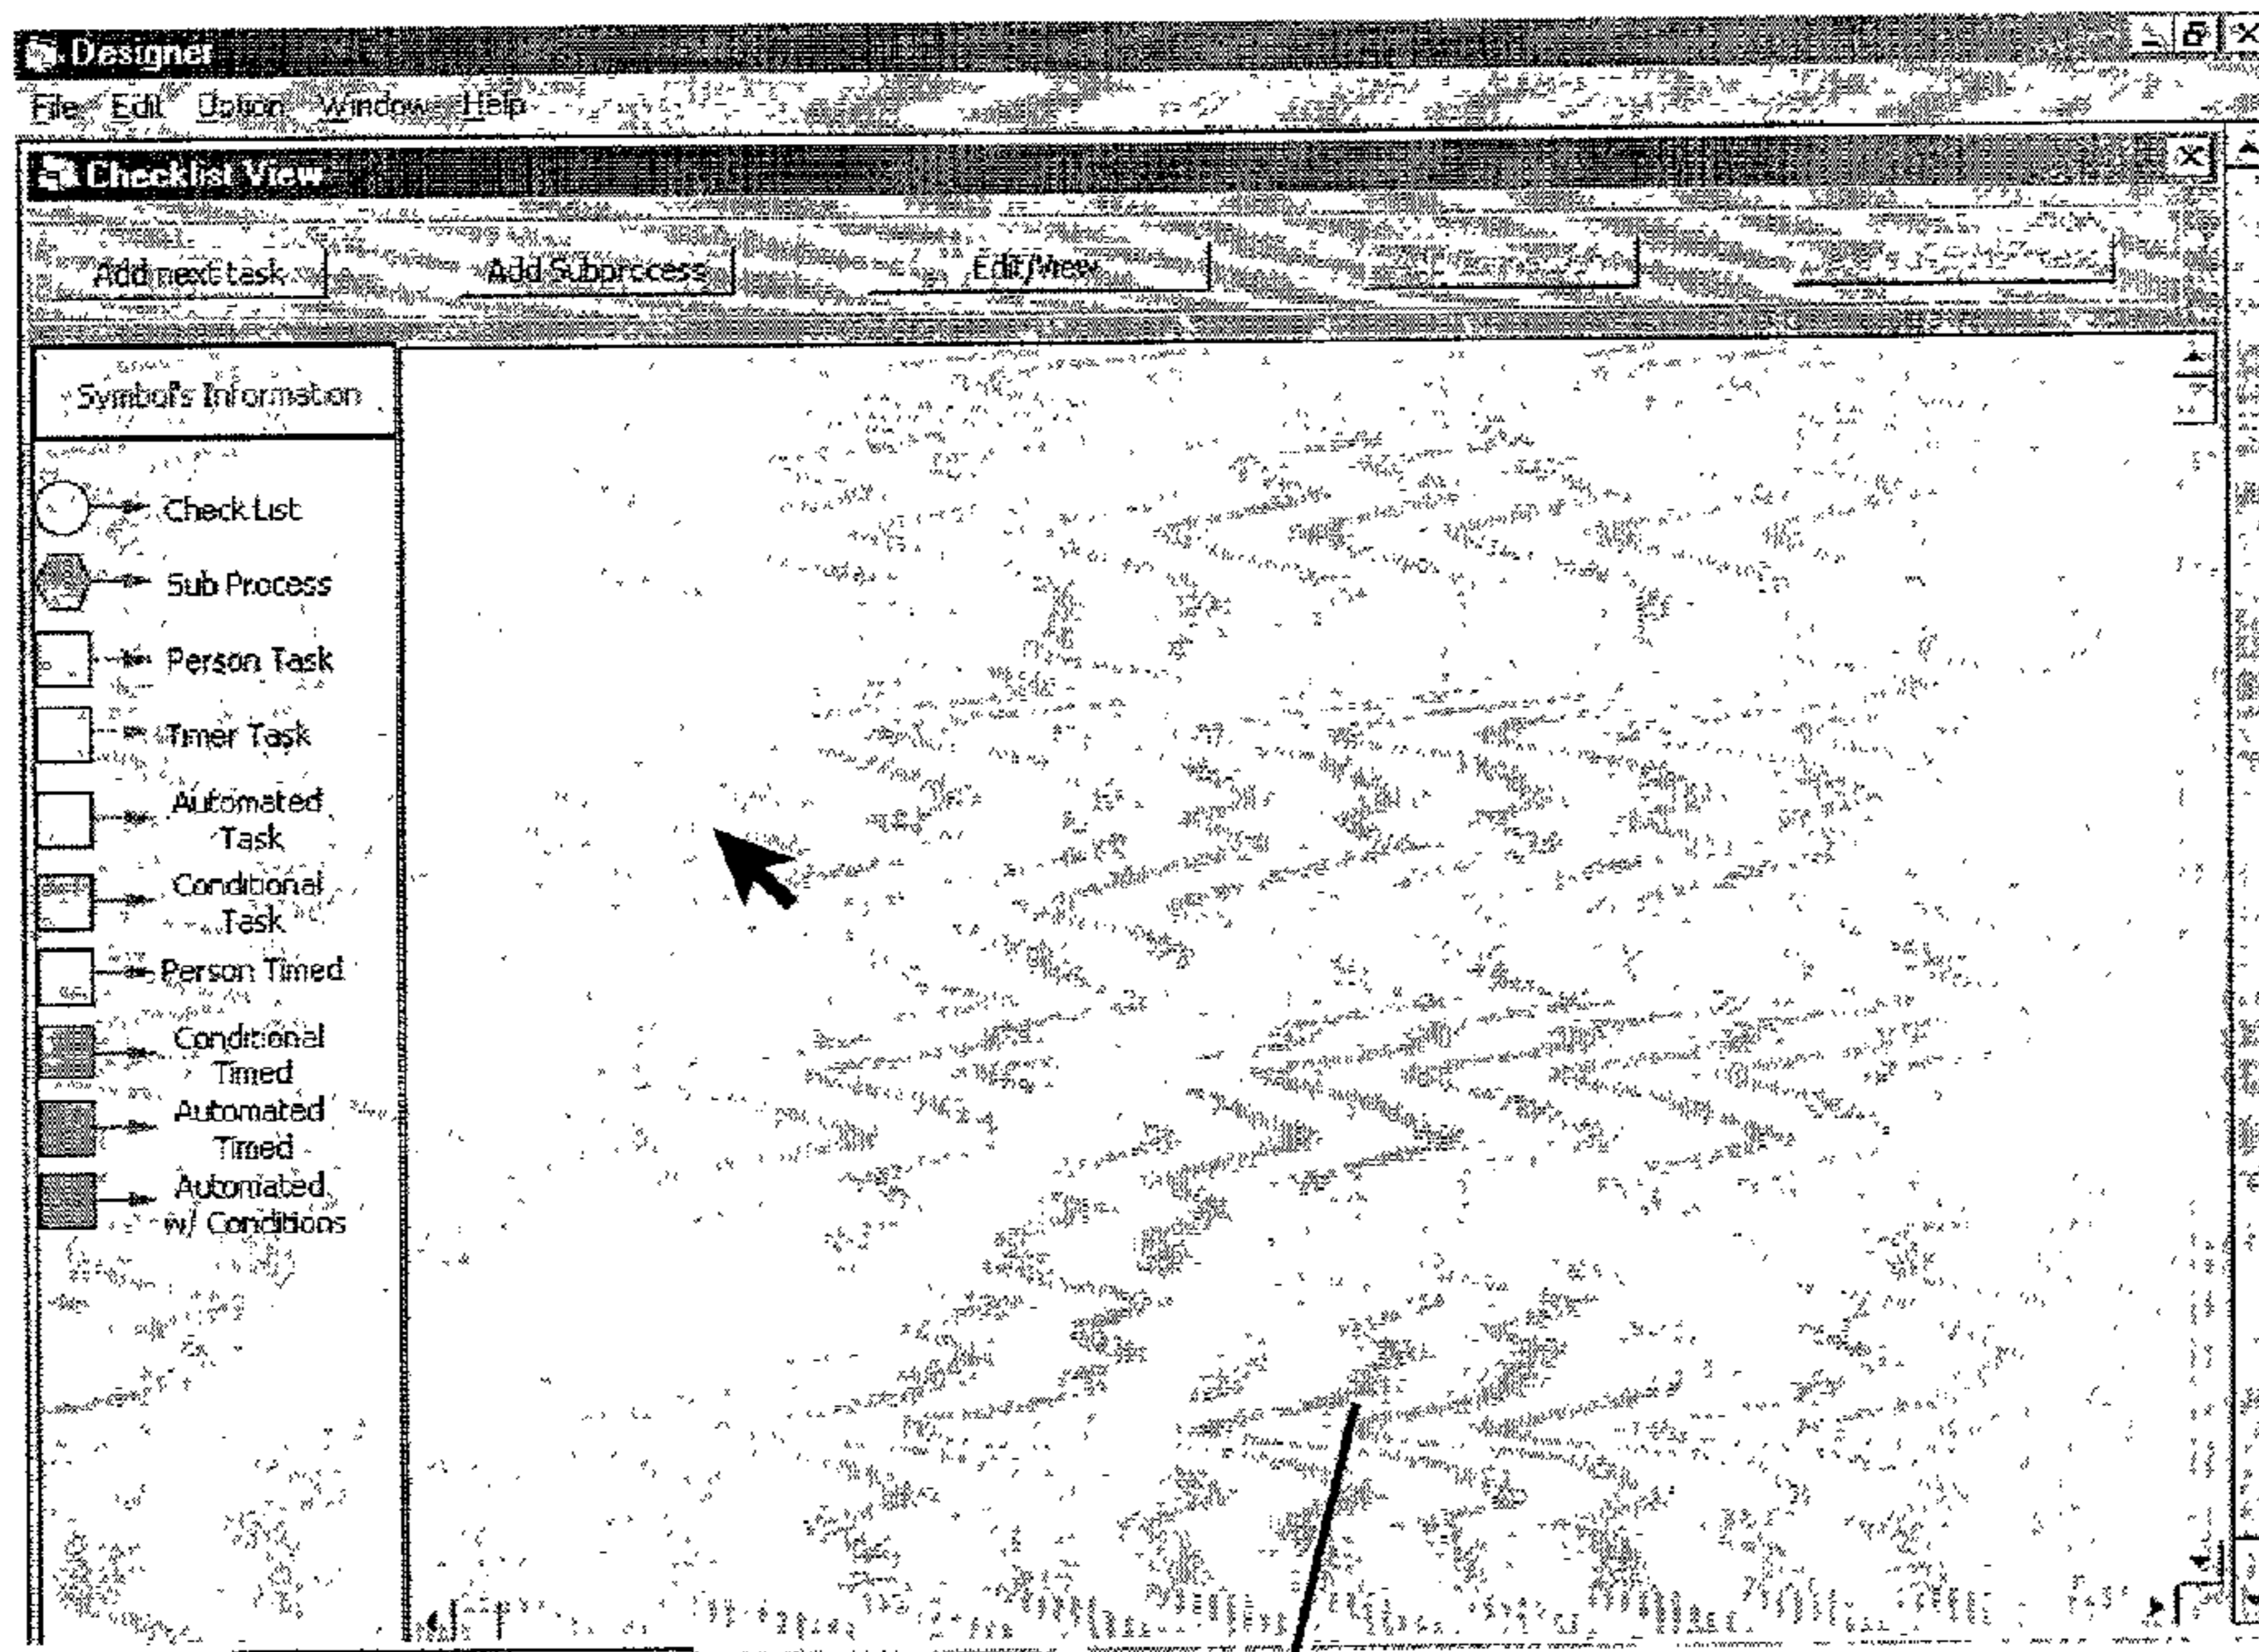 Designer
File Edit Option Window Help
Checklist View
Add next task Add Subprocess Edit/View
Symbol's Information
Check List
Sub Process
Person Task
Timer Task
Automated
Task
Conditional
Task
Person Timed
Conditional
Timed
Automated
Timed
Automated
w/ Conditions